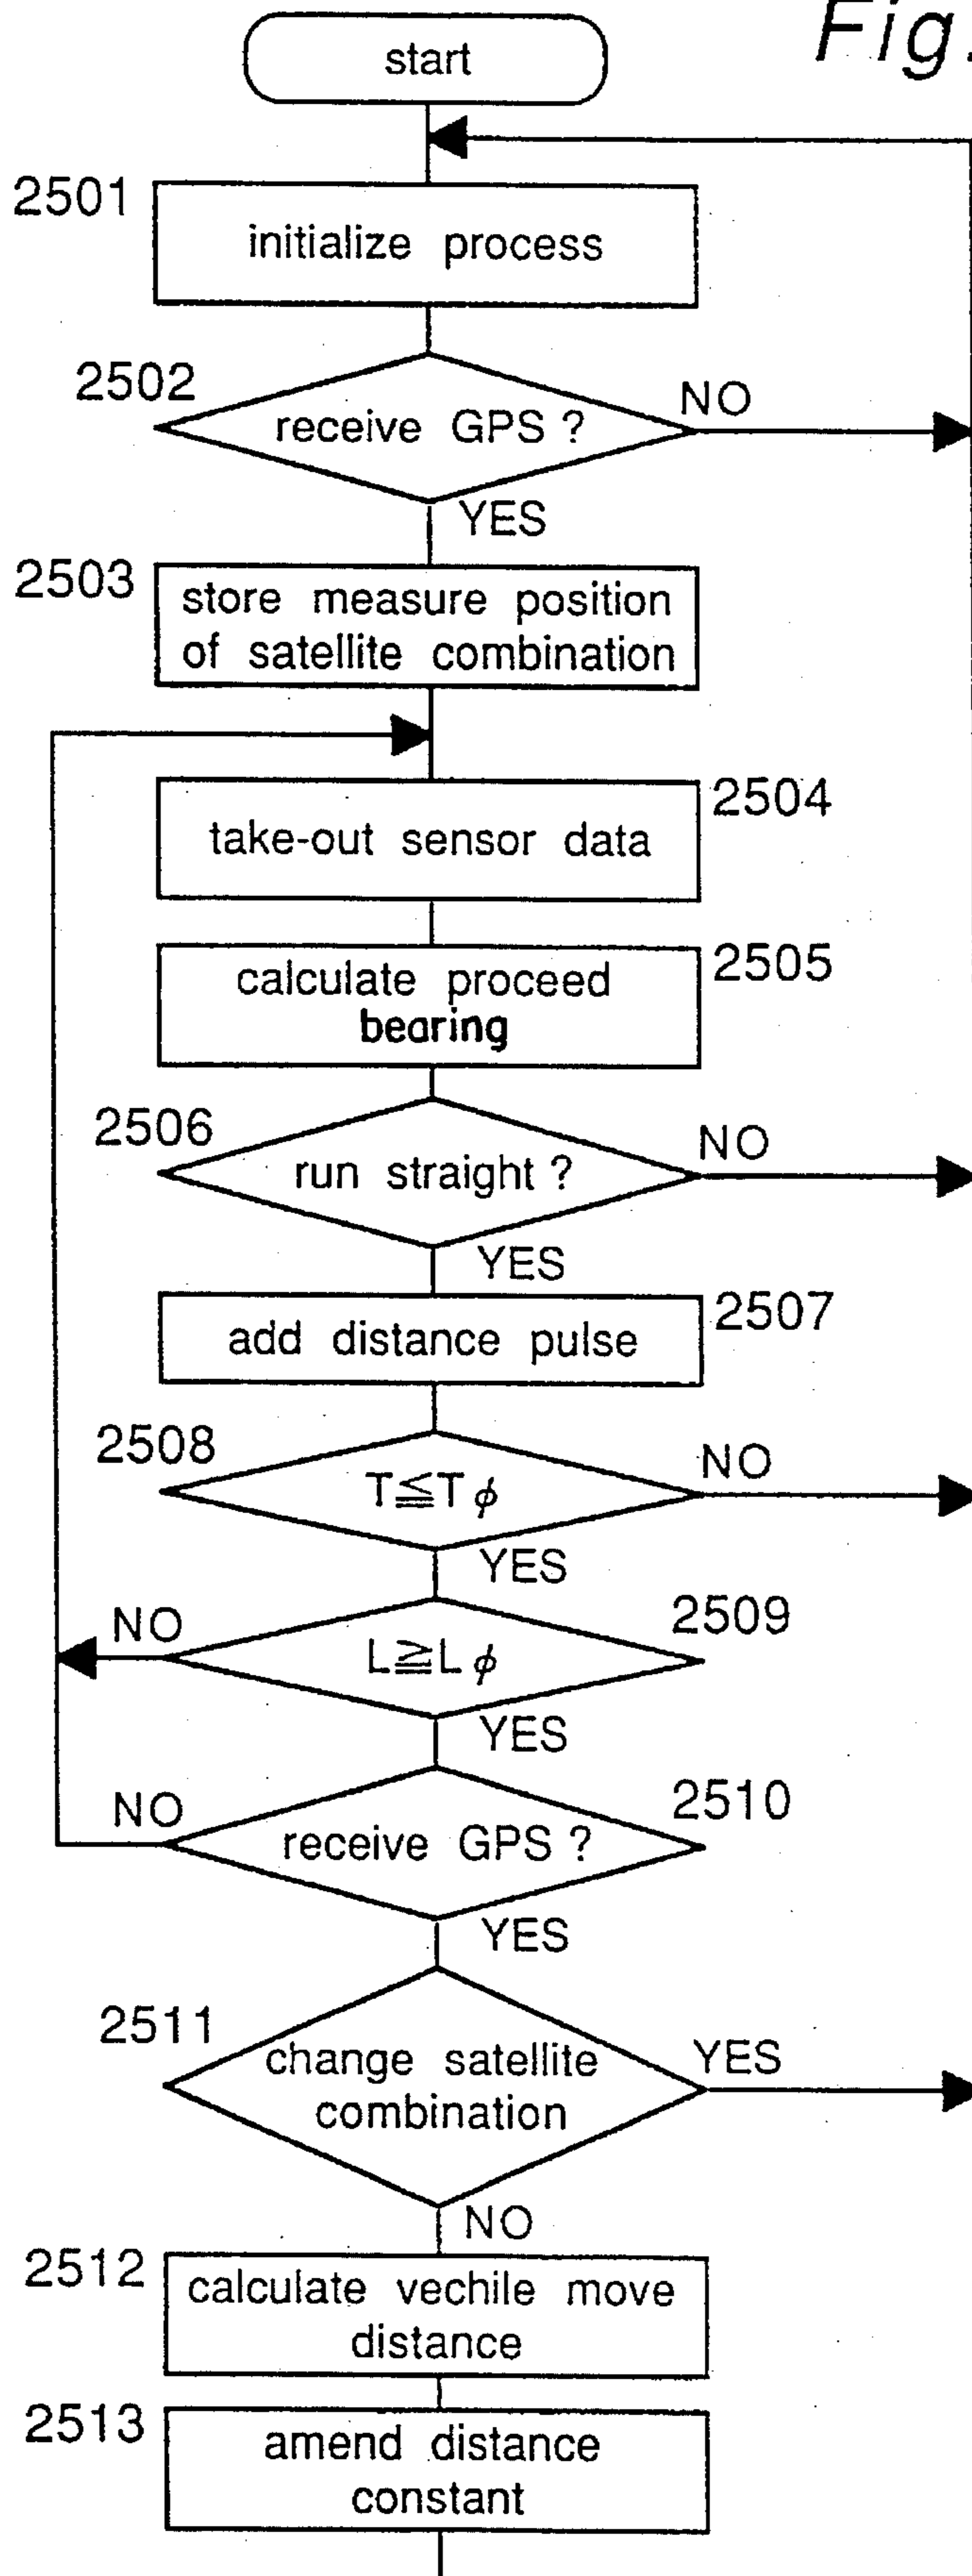 Fig.
start
2501
initialize process
2502
receive GPS ?
NO
YES
2503
store measure position
of satellite combination
2504
take-out sensor data
2505
calculate proceed
bearing
2506
run straight ?
NO
YES
2507
add distance pulse
2508
T≦Tφ
NO
YES
2509
L≧Lφ
NO
YES
2510
receive GPS ?
NO
YES
2511
change satellite
combination
YES
NO
2512
calculate vechile move
distance
2513
amend distance
constant